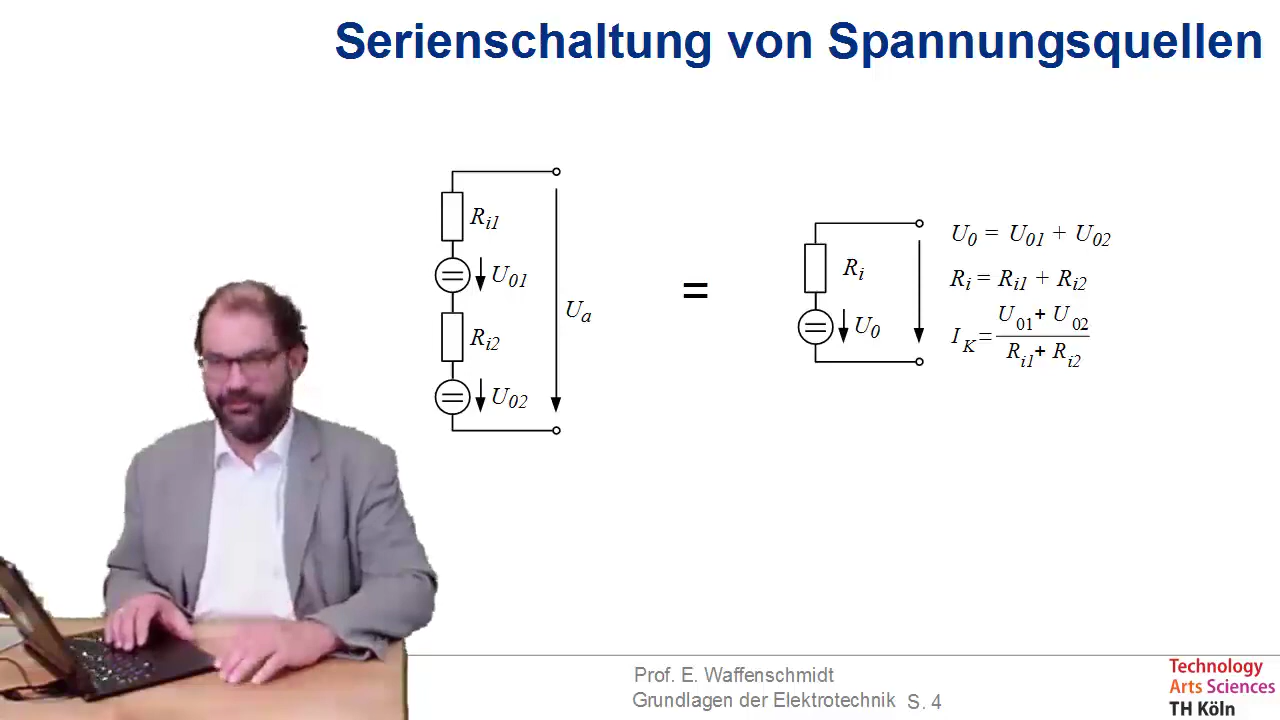 Serienschaltung von Spannungsquellen
R_i1
U_01
R_i2
U_02
U_a
=
R_i
U_0
U_0 = U_01 + U_02
R_i = R_i1 + R_i2
I_K = (U_01 + U_02) / (R_i1 + R_i2)
Prof. E. Waffenschmidt
Grundlagen der Elektrotechnik S. 4
Technology
Arts Sciences
TH Köln